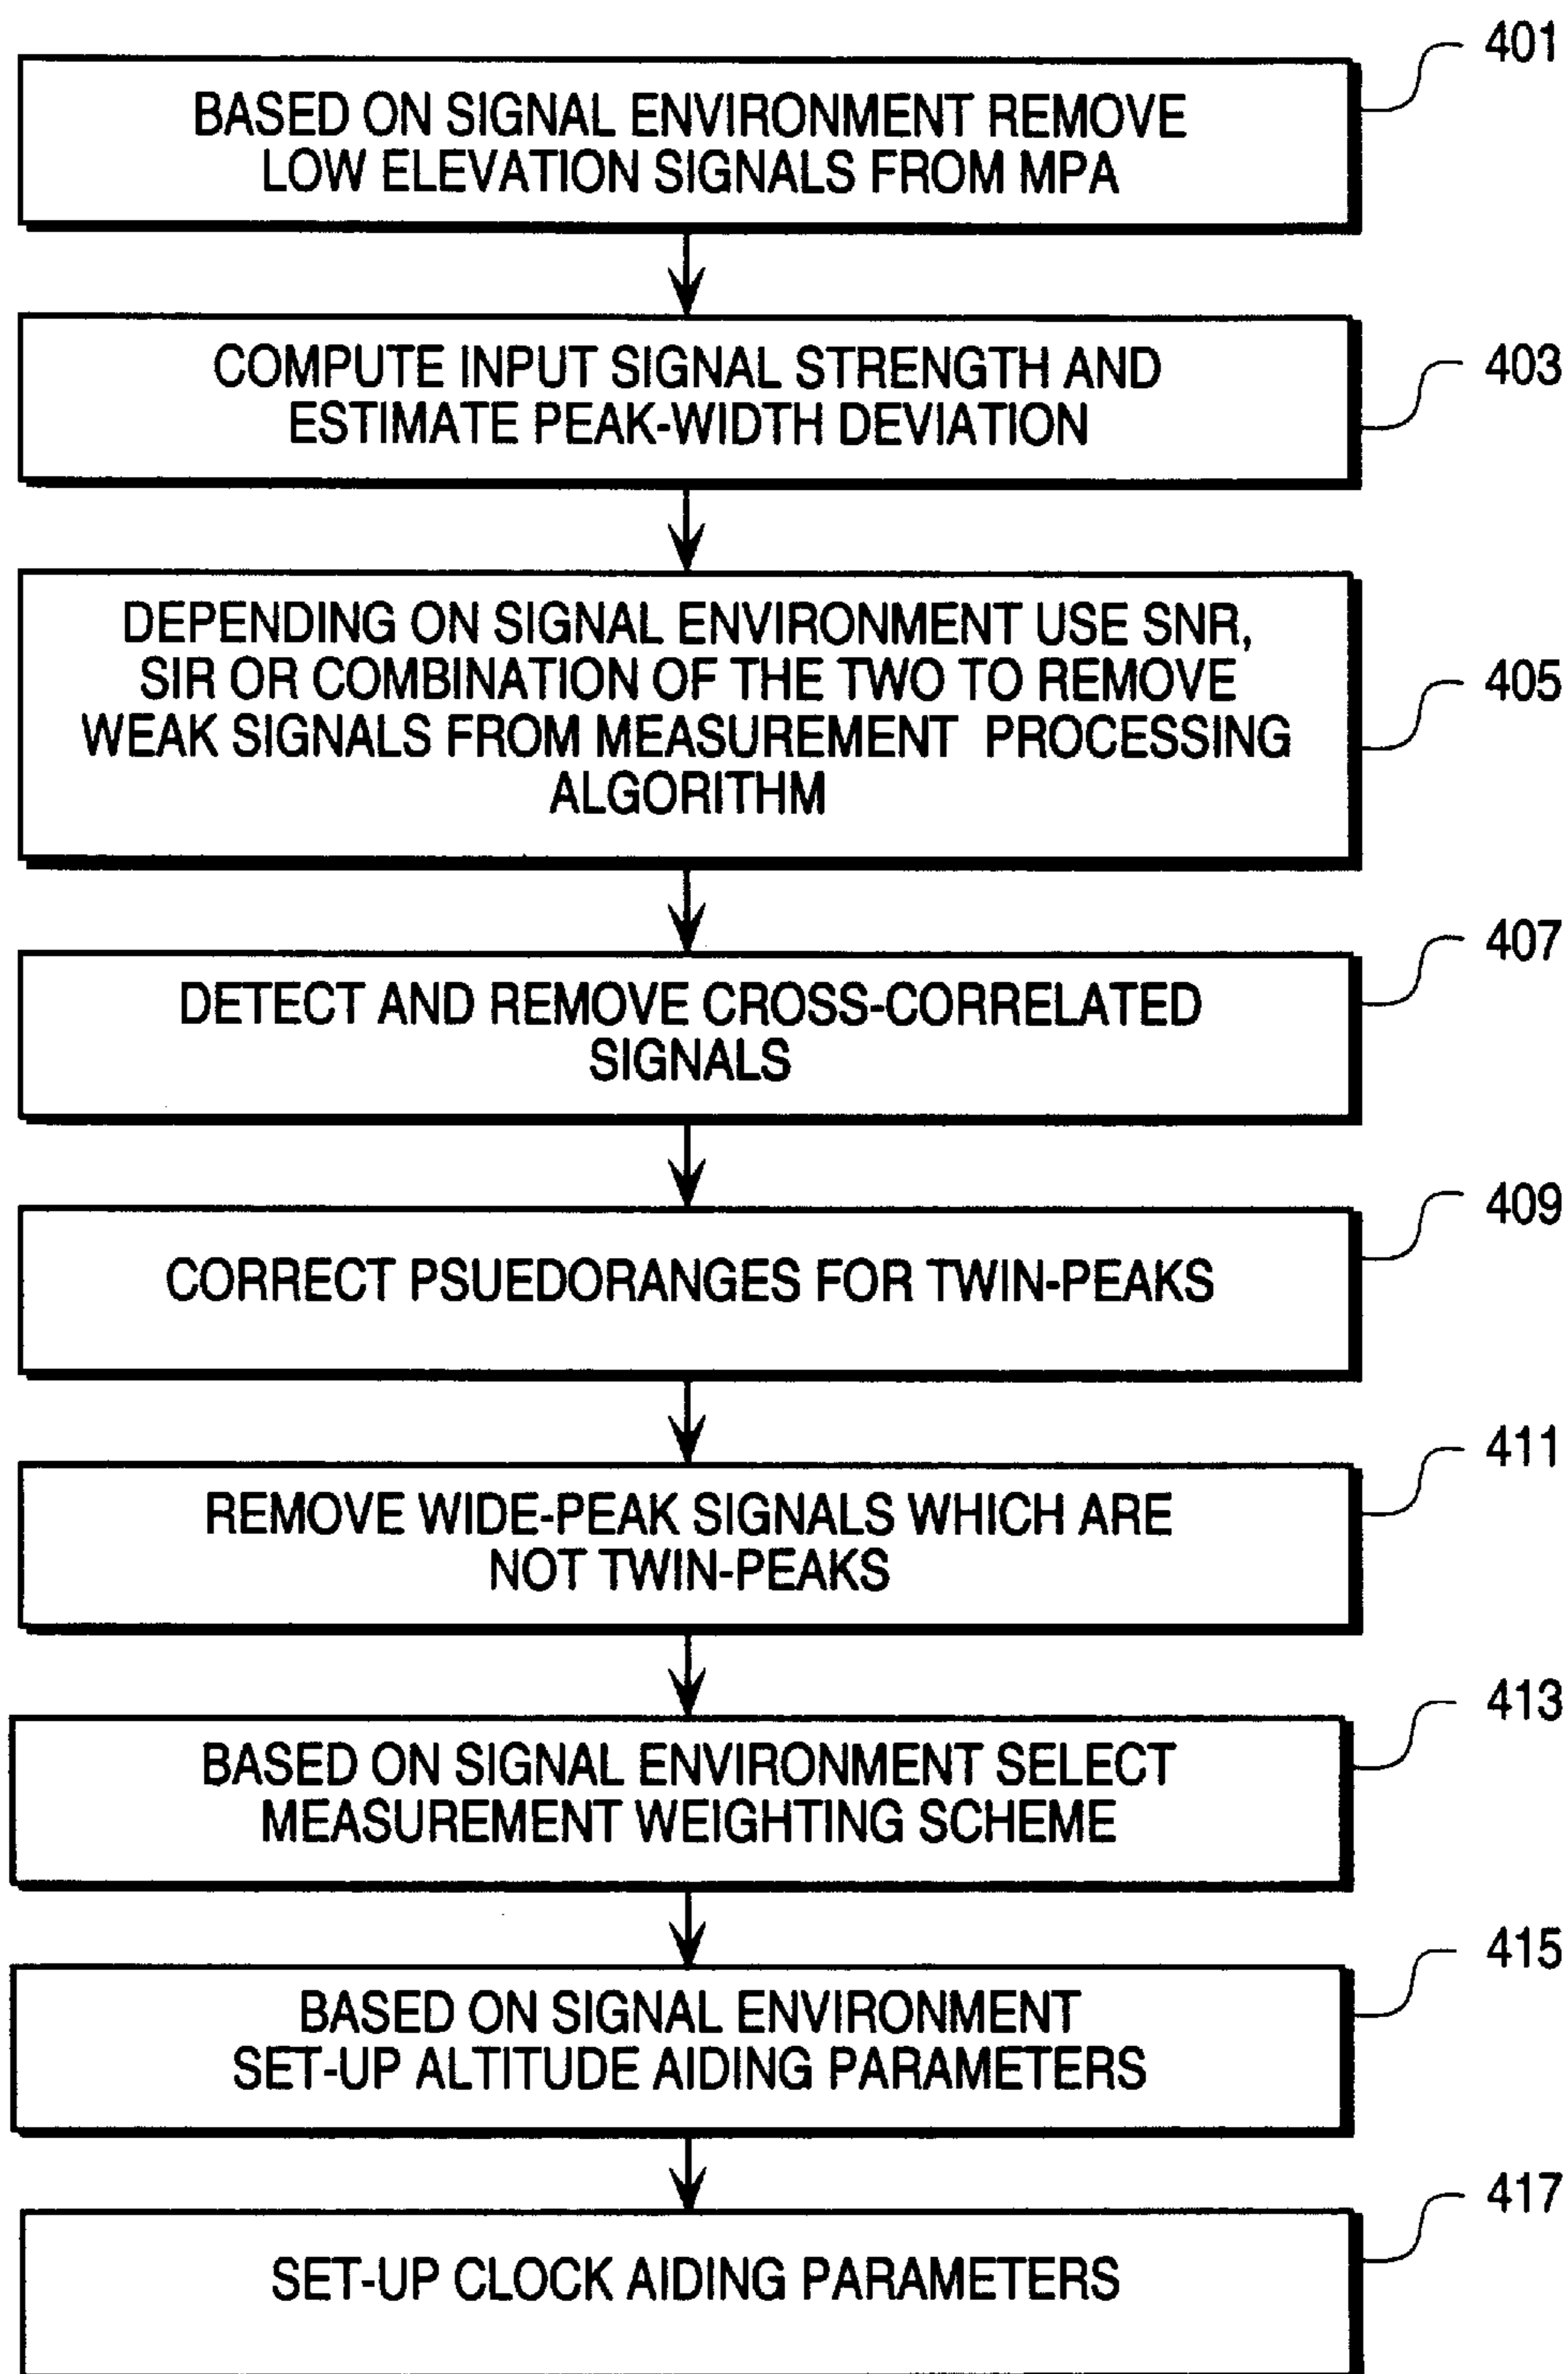 401
BASED ON SIGNAL ENVIRONMENT REMOVE
LOW ELEVATION SIGNALS FROM MPA
403
COMPUTE INPUT SIGNAL STRENGTH AND
ESTIMATE PEAK-WIDTH DEVIATION
405
DEPENDING ON SIGNAL ENVIRONMENT USE SNR,
SIR OR COMBINATION OF THE TWO TO REMOVE
WEAK SIGNALS FROM MEASUREMENT PROCESSING
ALGORITHM
407
DETECT AND REMOVE CROSS-CORRELATED
SIGNALS
409
CORRECT PSUEDORANGES FOR TWIN-PEAKS
411
REMOVE WIDE-PEAK SIGNALS WHICH ARE
NOT TWIN-PEAKS
413
BASED ON SIGNAL ENVIRONMENT SELECT
MEASUREMENT WEIGHTING SCHEME
415
BASED ON SIGNAL ENVIRONMENT
SET-UP ALTITUDE AIDING PARAMETERS
417
SET-UP CLOCK AIDING PARAMETERS